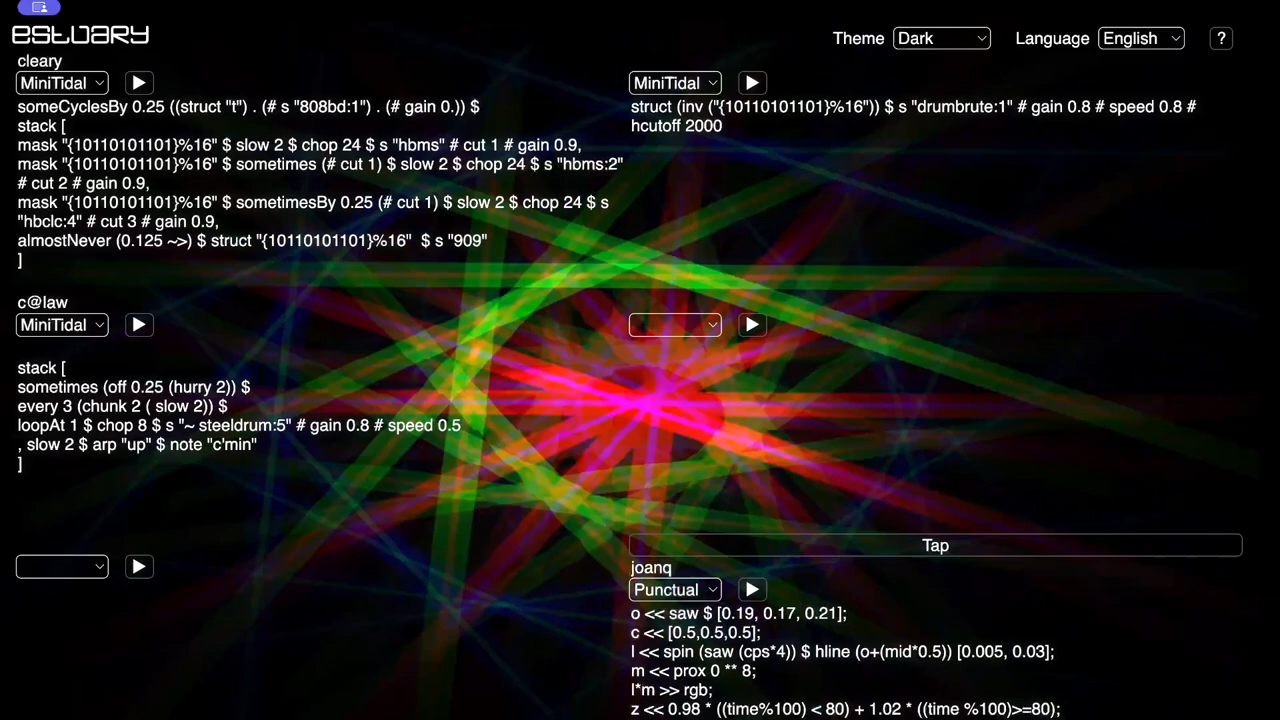 estuary
Theme Dark Language English ?
cleary
MiniTidal
someCyclesBy 0.25 ((struct "t") . (# s "808bd:1") . (# gain 0.)) $
stack [
mask "{10110101101}%16" $ slow 2 $ chop 24 $ s "hbms" # cut 1 # gain 0.9,
mask "{10110101101}%16" $ sometimes (# cut 1) $ slow 2 $ chop 24 $ s "hbms:2"
# cut 2 # gain 0.9,
mask "{10110101101}%16" $ sometimesBy 0.25 (# cut 1) $ slow 2 $ chop 24 $ s
"hbclc:4" # cut 3 # gain 0.9,
almostNever (0.125 ~>) $ struct "{10110101101}%16"  $ s "909"
]
MiniTidal
struct (inv ("{10110101101}%16")) $ s "drumbrute:1" # gain 0.8 # speed 0.8 #
hcutoff 2000
c@law
MiniTidal
stack [
sometimes (off 0.25 (hurry 2)) $
every 3 (chunk 2 ( slow 2)) $
loopAt 1 $ chop 8 $ s "~ steeldrum:5" # gain 0.8 # speed 0.5
, slow 2 $ arp "up" $ note "c'min"
]
Tap
joanq
Punctual
o << saw $ [0.19, 0.17, 0.21];
c << [0.5,0.5,0.5];
l << spin (saw (cps*4)) $ hline (o+(mid*0.5)) [0.005, 0.03];
m << prox 0 ** 8;
l*m >> rgb;
z << 0.98 * ((time%100) < 80) + 1.02 * ((time %100)>=80);